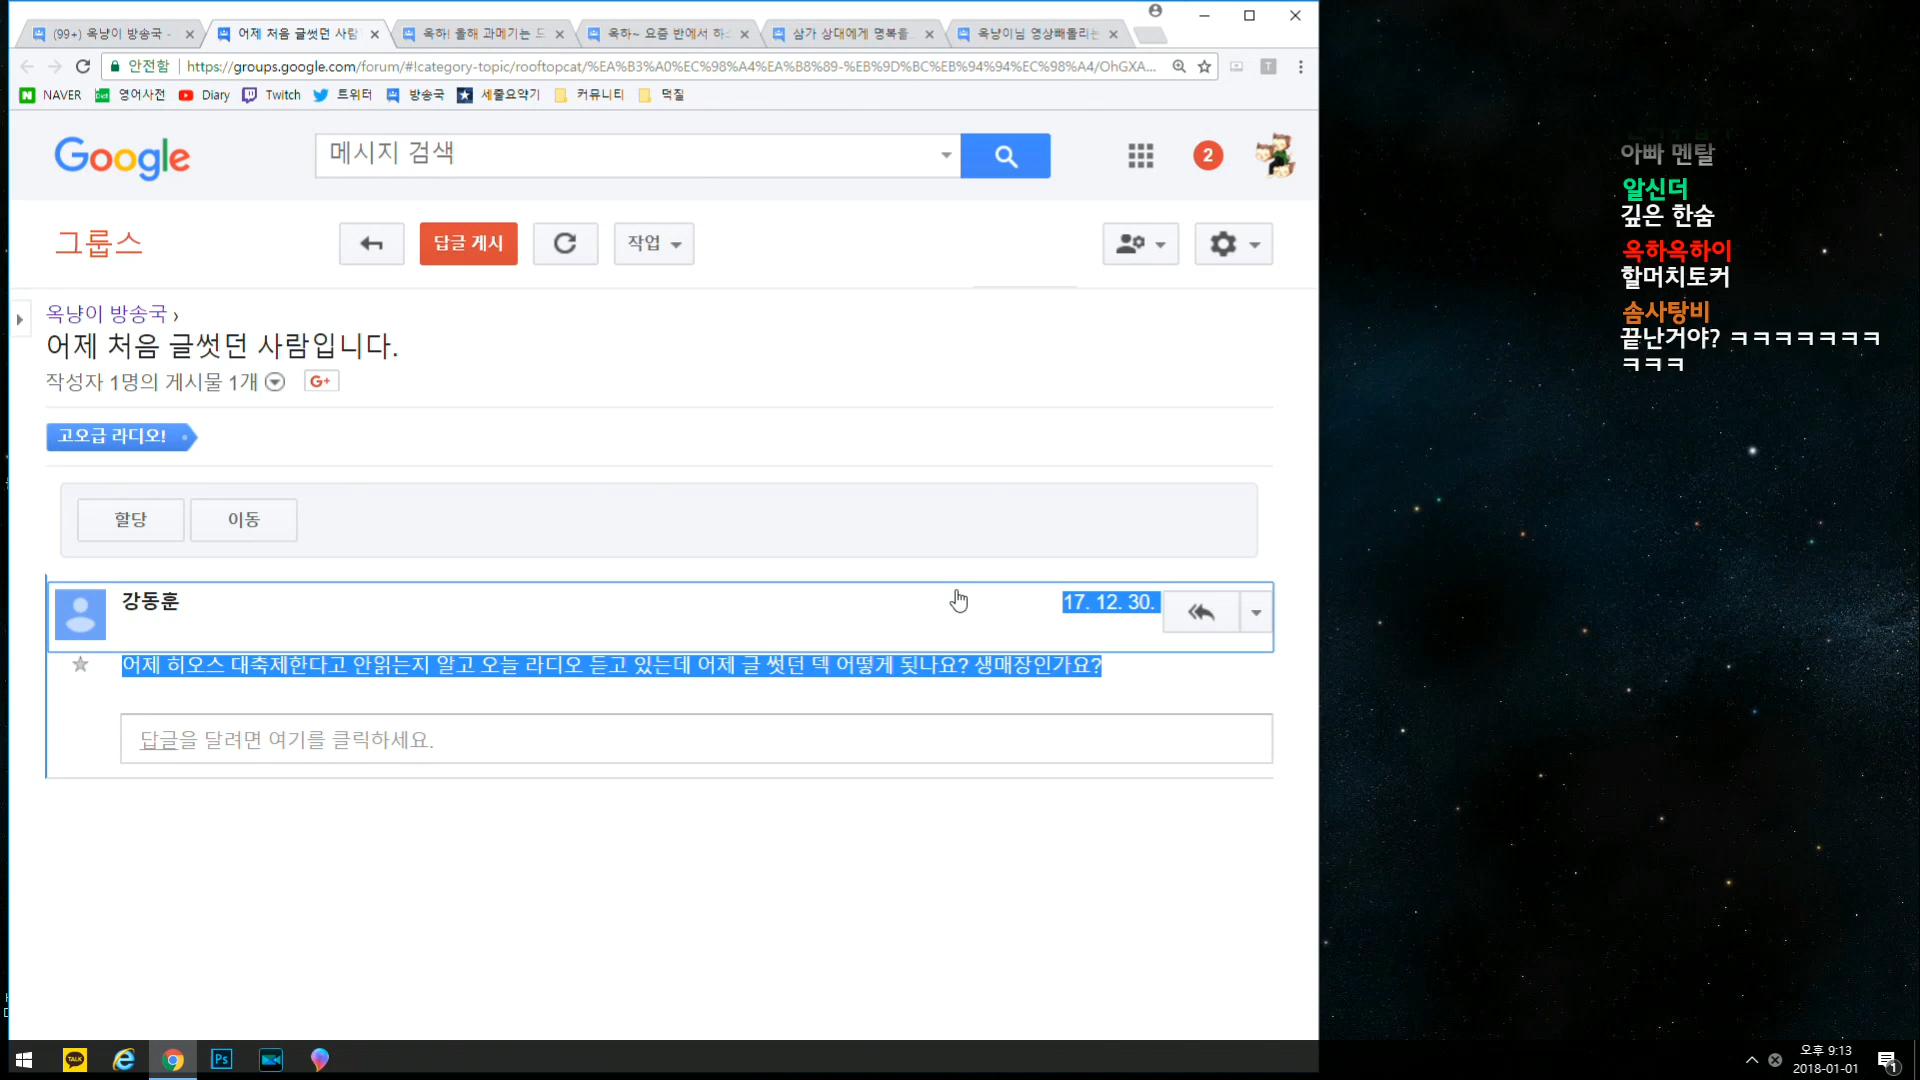 (99+) 옥냥이 방송국 -
어제 처음 글썻던 사람
옥하! 올해 과메기는 드
옥하~ 요즘 반에서 하
삼가 상대에게 명복을
옥냥이님 영상빼돌리는
안전함 | https://groups.google.com/forum/#!category-topic/rooftopcat/%EA%B3%A0%EC%98%A4%EA%B8%89-%EB%9D%BC%EB%94%94%EC%98%A4/OhGXA...
NAVER 영어사전 Diary Twitch 트위터 방송국 세줄요약기 커뮤니티 덕질
Google
메시지 검색
2
그룹스
답글 게시
작업
옥냥이 방송국 ›
어제 처음 글썻던 사람입니다.
작성자 1명의 게시물 1개
G+
고오급 라디오!
할당
이동
강동훈
17. 12. 30.
어제 히오스 대축제한다고 안읽는지 알고 오늘 라디오 듣고 있는데 어제 글 썻던 덱 어떻게 됫나요? 생매장인가요?
답글을 달려면 여기를 클릭하세요.
아빠 멘탈
알신더
깊은 한숨
옥하옥하이
할머치토커
솜사탕비
끝난거야? ㅋㅋㅋㅋㅋㅋㅋ
ㅋㅋㅋ
TALK
Ps
오후 9:13
2018-01-01
1